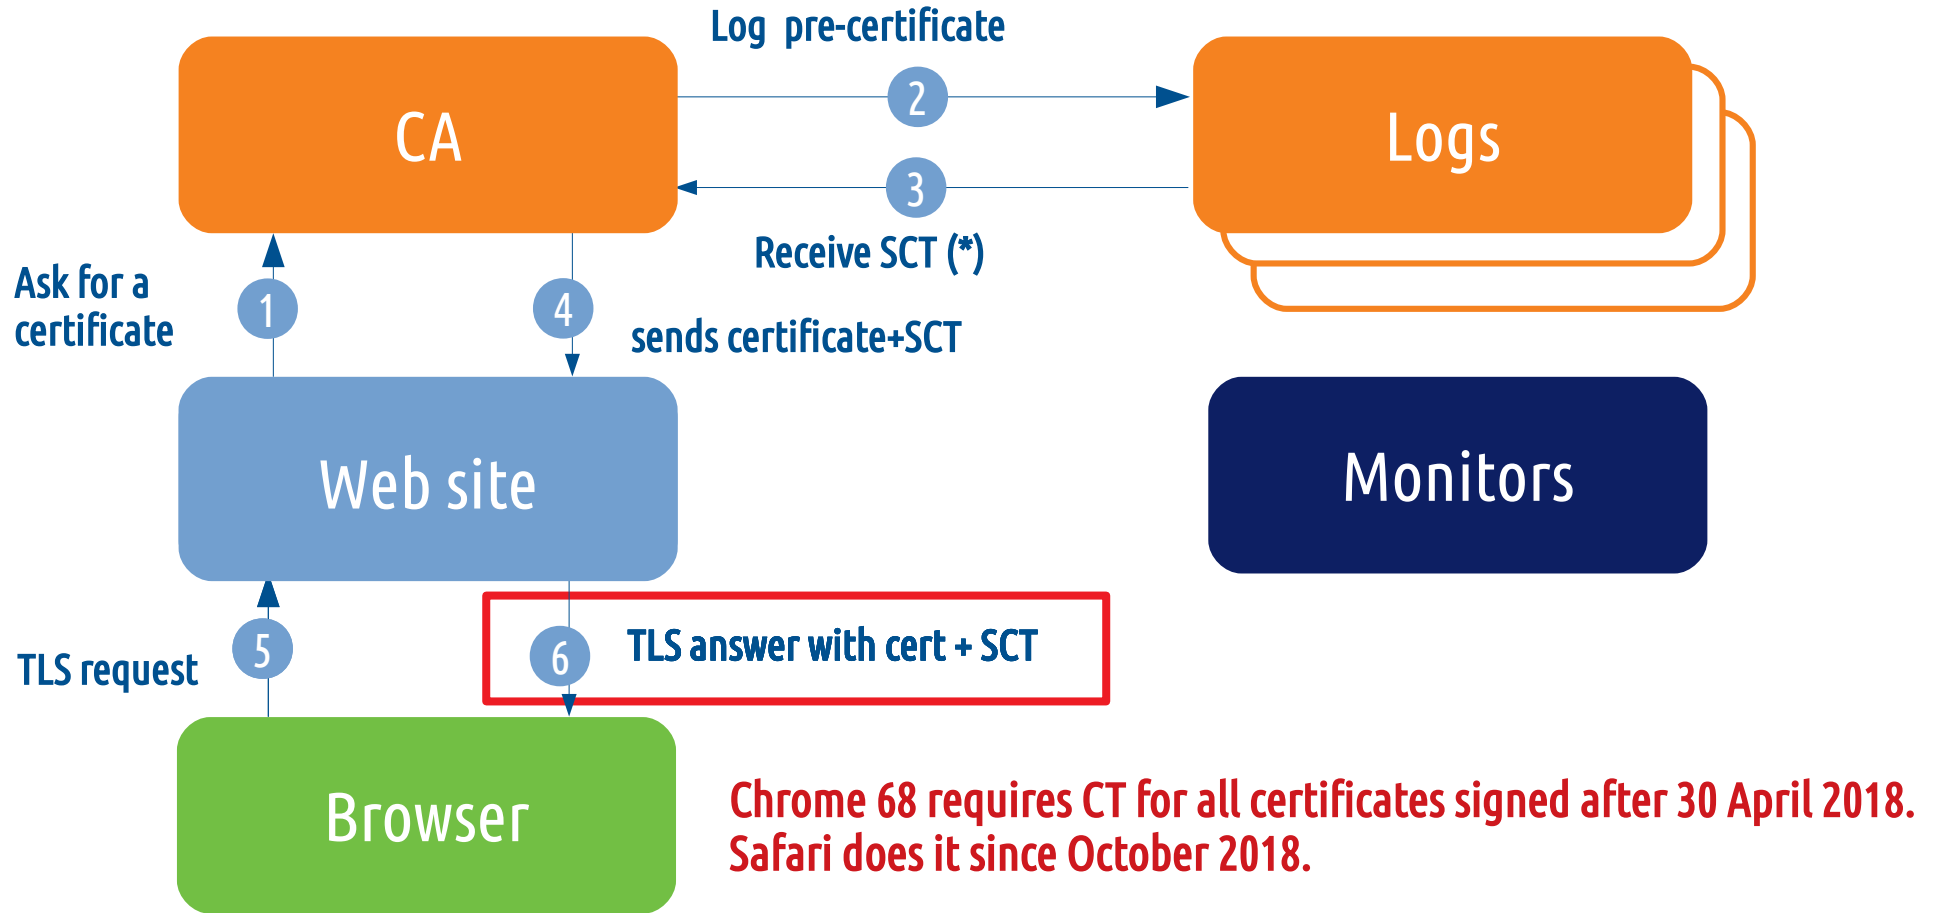 Log pre-certificate
CA
2
Logs
3
Receive SCT (*)
Ask for a
certificate
1
4
sends certificate+SCT
Web site
Monitors
TLS request
5
6
TLS answer with cert + SCT
Browser
Chrome 68 requires CT for all certificates signed after 30 April 2018.
Safari does it since October 2018.